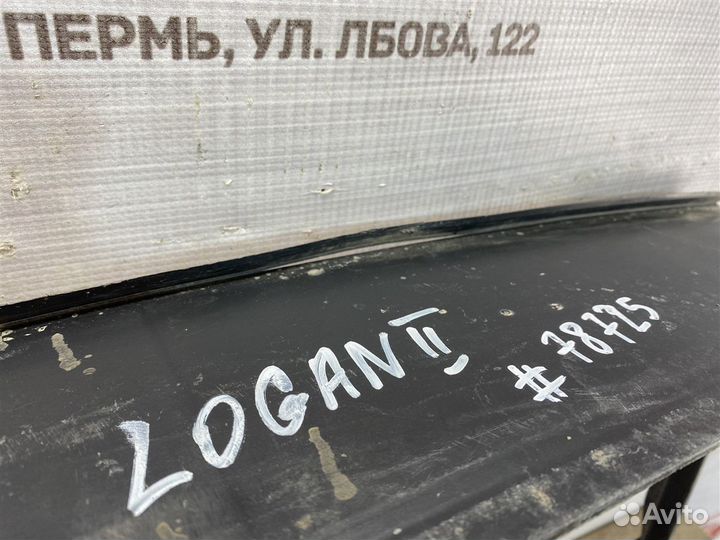 ПЕРМЬ, УЛ. ЛБОВА, 122
LOGAN II
# 78725
Avito